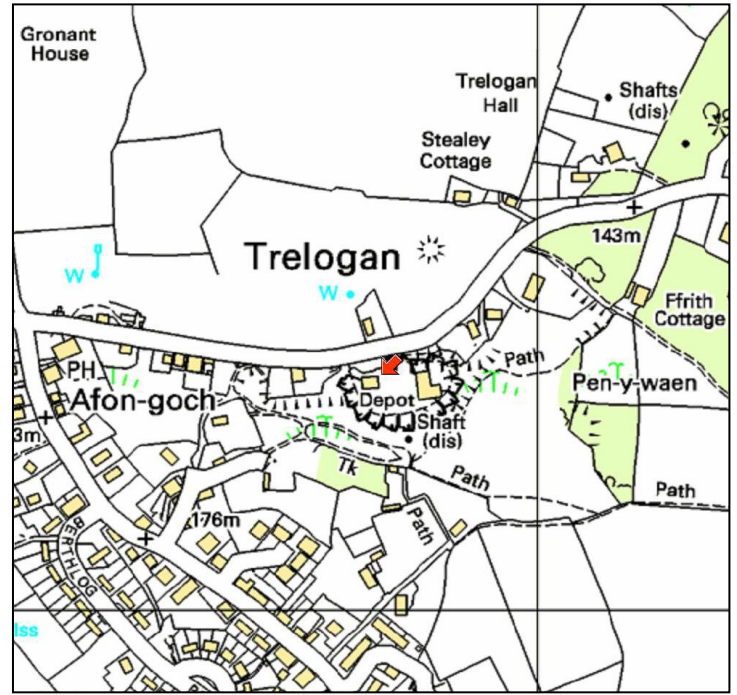 Gronant
House
Trelogan
Hall
Shafts
(dis)
Stealey
Cottage
143m
Trelogan
W
W
Ffrith
Cottage
Path
PH
Pen-y-waen
Afon-goch
Depot
Shaft
(dis)
3m
Tk
Path
Path
176m
Path
BERTHLOG
Iss